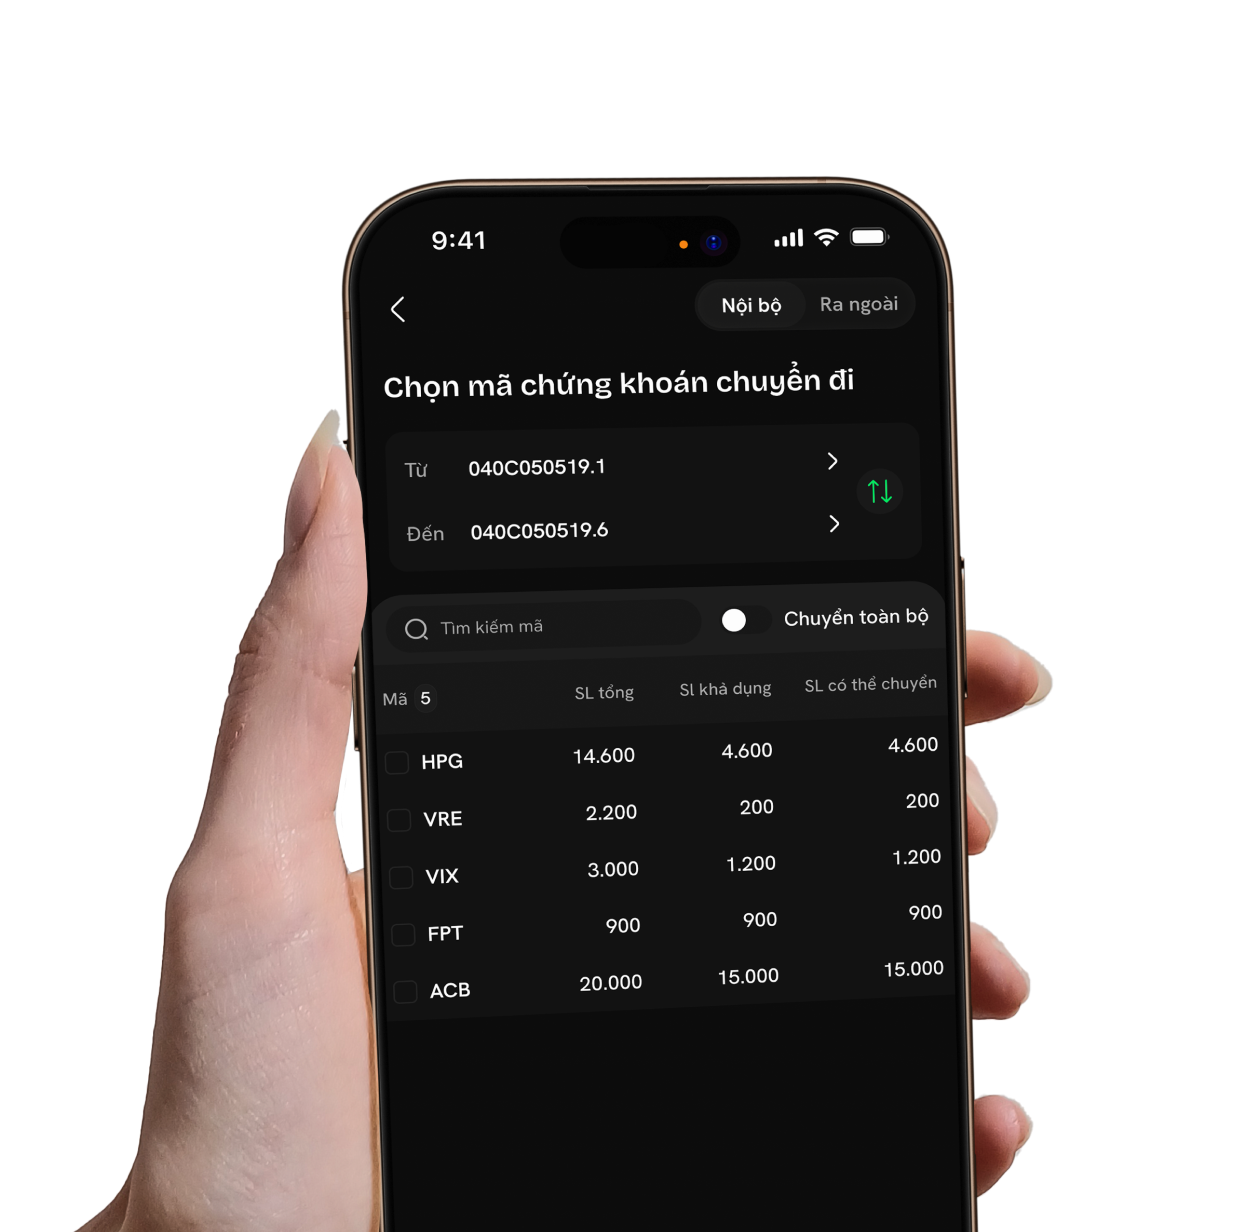 9:41
Nội bộ Ra ngoài
Chọn mã chứng khoán chuyển đi
Từ 040C050519.1
Đến 040C050519.6
Tìm kiếm mã Chuyển toàn bộ
Mã 5 SL tổng Sl khả dụng SL có thể chuyển
HPG 14.600 4.600 4.600
VRE 2.200 200 200
VIX 3.000 1.200 1.200
FPT 900 900 900
ACB 20.000 15.000 15.000